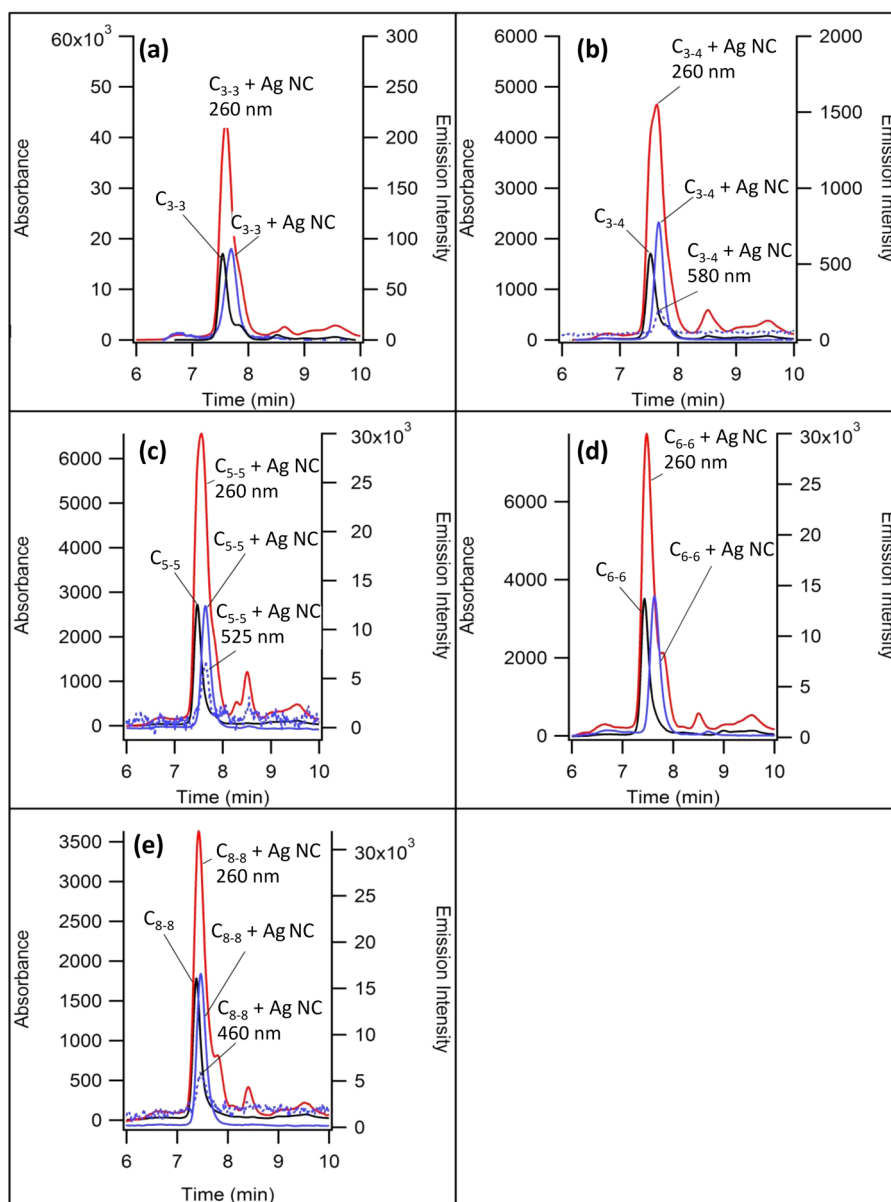 (a)
60x10³
50
40
30
20
10
0
Absorbance
300
250
200
150
100
50
0
Emission Intensity
C₃₋₃ + Ag NC
260 nm
C₃₋₃
C₃₋₃ + Ag NC
6 7 8 9 10
Time (min)
(b)
6000
5000
4000
3000
2000
1000
0
Absorbance
2000
1500
1000
500
0
Emission Intensity
C₃₋₄ + Ag NC
260 nm
C₃₋₄ + Ag NC
C₃₋₄
C₃₋₄ + Ag NC
580 nm
6 7 8 9 10
Time (min)
(c)
6000
5000
4000
3000
2000
1000
0
Absorbance
30x10³
25
20
15
10
5
0
Emission Intensity
C₅₋₅ + Ag NC
260 nm
C₅₋₅ + Ag NC
C₅₋₅
C₅₋₅ + Ag NC
525 nm
6 7 8 9 10
Time (min)
(d)
6000
4000
2000
0
Absorbance
30x10³
25
20
15
10
5
0
Emission Intensity
C₆₋₆ + Ag NC
260 nm
C₆₋₆
C₆₋₆ + Ag NC
6 7 8 9 10
Time (min)
(e)
3500
3000
2500
2000
1500
1000
500
0
Absorbance
30x10³
25
20
15
10
5
0
Emission Intensity
C₈₋₈ + Ag NC
260 nm
C₈₋₈
C₈₋₈ + Ag NC
C₈₋₈ + Ag NC
460 nm
6 7 8 9 10
Time (min)